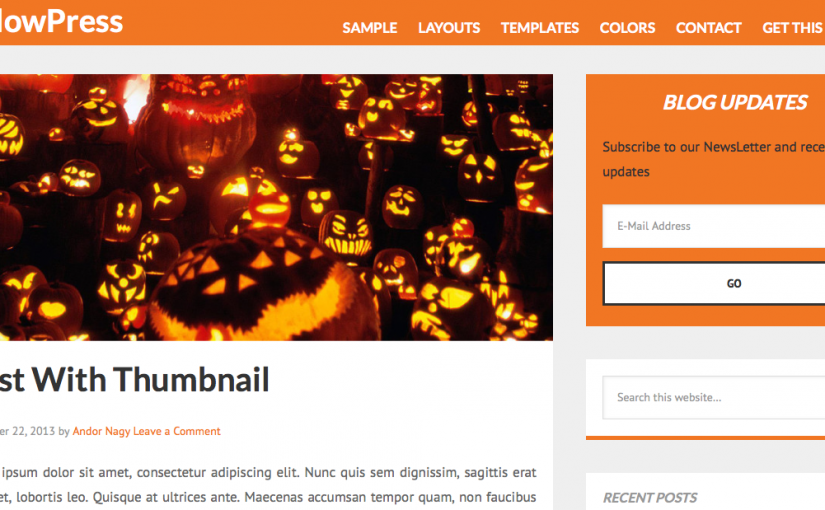 lowPress
SAMPLE LAYOUTS TEMPLATES COLORS CONTACT GET THIS
BLOG UPDATES
Subscribe to our NewsLetter and rece
updates
E-Mail Address
GO
st With Thumbnail
er 22, 2013 by Andor Nagy Leave a Comment
ipsum dolor sit amet, consectetur adipiscing elit. Nunc quis sem dignissim, sagittis erat
et, lobortis leo. Quisque at ultrices ante. Maecenas accumsan tempor quam, non faucibus
Search this website...
RECENT POSTS